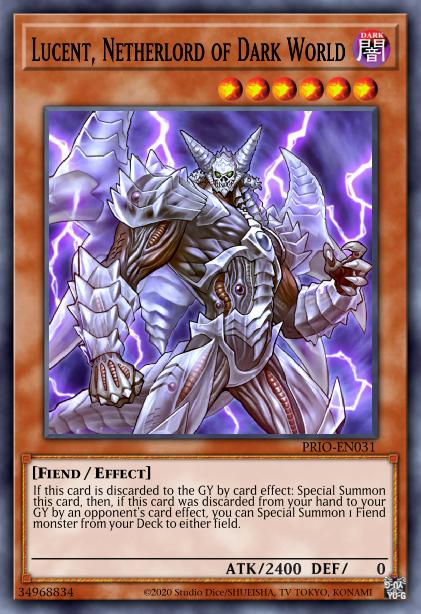 Lucent, Netherlord of Dark World
DARK
闇
PRIO-EN031
[Fiend / Effect]
If this card is discarded to the GY by card effect: Special Summon
this card, then, if this card was discarded from your hand to your
GY by an opponent's card effect, you can Special Summon 1 Fiend
monster from your Deck to either field.
ATK/2400 DEF/ 0
34968834
©2020 Studio Dice/SHUEISHA, TV TOKYO, KONAMI